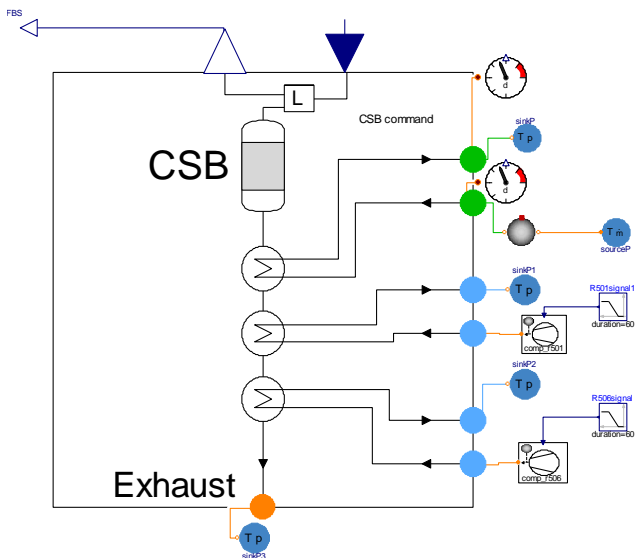 FBS
L
d
CSB command
sinkP
T p
CSB
d
T ṁ
sourceP
sinkP1
R501signal1
T p
duration=60
comp_r501
sinkP2
T p
R506signal
duration=60
comp_r506
Exhaust
T p
sinkP3